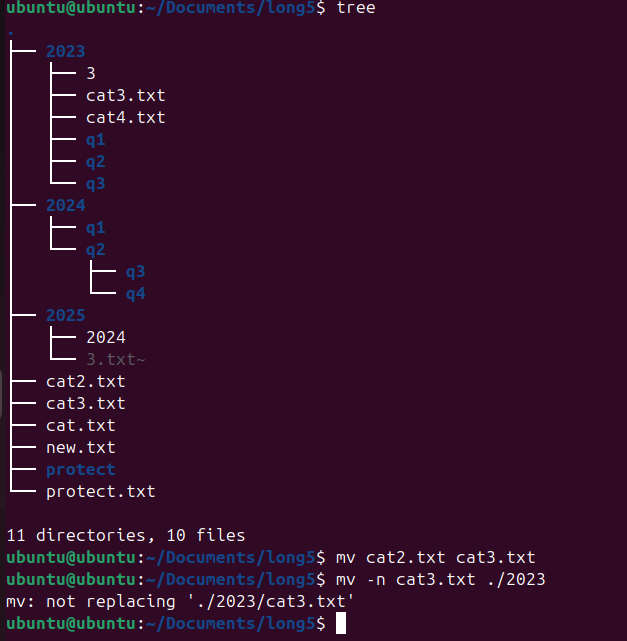 ubuntu@ubuntu:~/Documents/long5$ tree
.
├── 2023
│   ├── 3
│   ├── cat3.txt
│   ├── cat4.txt
│   ├── q1
│   ├── q2
│   └── q3
├── 2024
│   ├── q1
│   └── q2
│       ├── q3
│       └── q4
├── 2025
│   ├── 2024
│   └── 3.txt~
├── cat2.txt
├── cat3.txt
├── cat.txt
├── new.txt
├── protect
└── protect.txt
11 directories, 10 files
ubuntu@ubuntu:~/Documents/long5$ mv cat2.txt cat3.txt
ubuntu@ubuntu:~/Documents/long5$ mv -n cat3.txt ./2023
mv: not replacing './2023/cat3.txt'
ubuntu@ubuntu:~/Documents/long5$